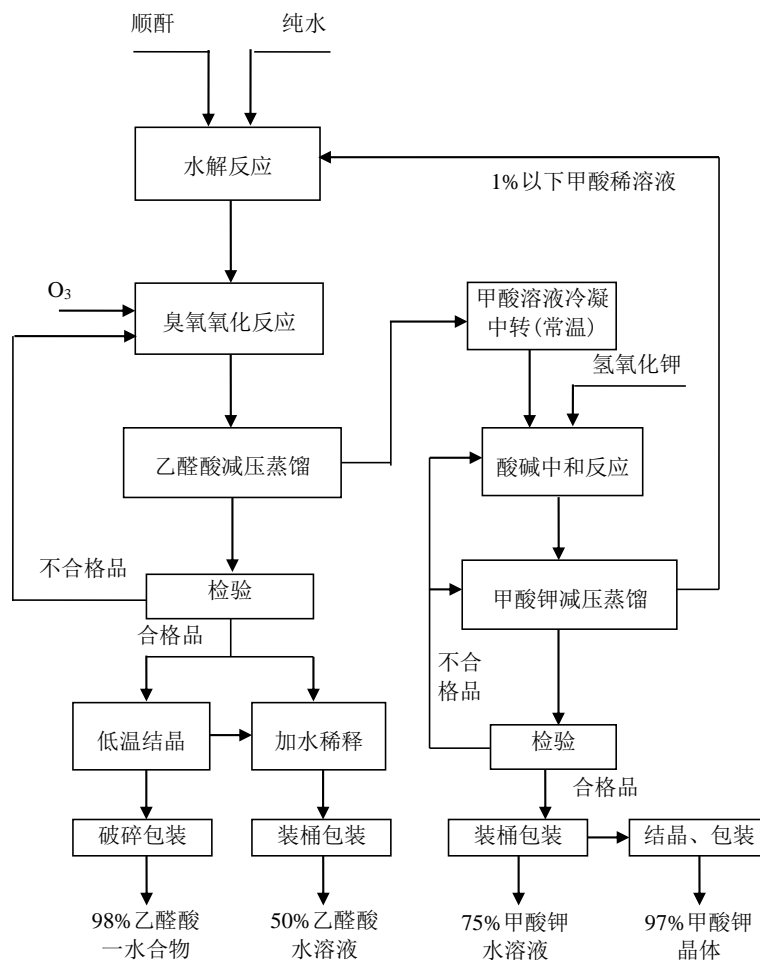 顺酐
纯水
水解反应
1%以下甲酸稀溶液
O₃
臭氧氧化反应
甲酸溶液冷凝
中转(常温)
氢氧化钾
乙醛酸减压蒸馏
酸碱中和反应
不合格品
检验
甲酸钾减压蒸馏
合格品
不合
格品
低温结晶
加水稀释
检验
合格品
破碎包装
装桶包装
装桶包装
结晶、包装
98%乙醛酸
一水合物
50%乙醛酸
水溶液
75%甲酸钾
水溶液
97%甲酸钾
晶体